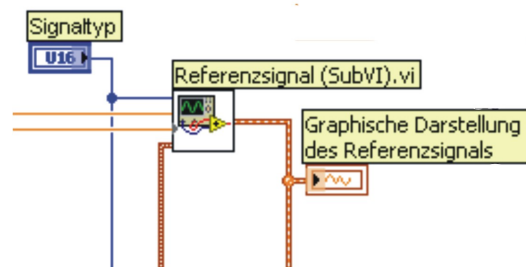 Signaltyp
U16
Referenzsignal (SubVI).vi
Graphische Darstellung
des Referenzsignals